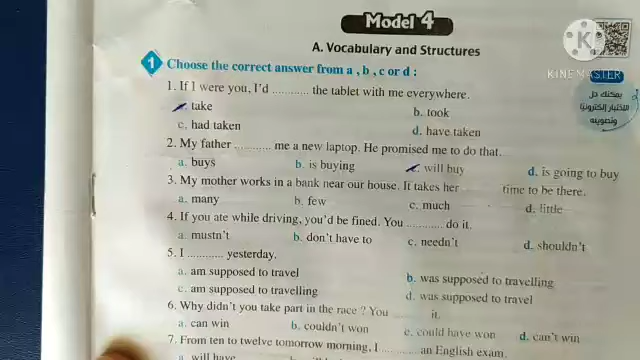 Model 4
K
KINEMASTER
A. Vocabulary and Structures
1 Choose the correct answer from a , b , c or d :
يمكنك حل
الاختبار إلكترونيًا
وتصويبه
1. If I were you, I'd ........... the tablet with me everywhere.
take
b. took
c. had taken
d. have taken
2. My father ........... me a new laptop. He promised me to do that.
a. buys
b. is buying
c. will buy
d. is going to buy
3. My mother works in a bank near our house. It takes her ........... time to be there.
a. many
b. few
c. much
d. little
4. If you ate while driving, you'd be fined. You ........... do it.
a. mustn't
b. don't have to
c. needn't
d. shouldn't
5. I ........... yesterday.
a. am supposed to travel
b. was supposed to travelling
c. am supposed to travelling
d. was supposed to travel
6. Why didn't you take part in the race ? You ........... it.
a. can win
b. couldn't won
c. could have won
d. can't win
7. From ten to twelve tomorrow morning, I ........... an English exam.
a. will have